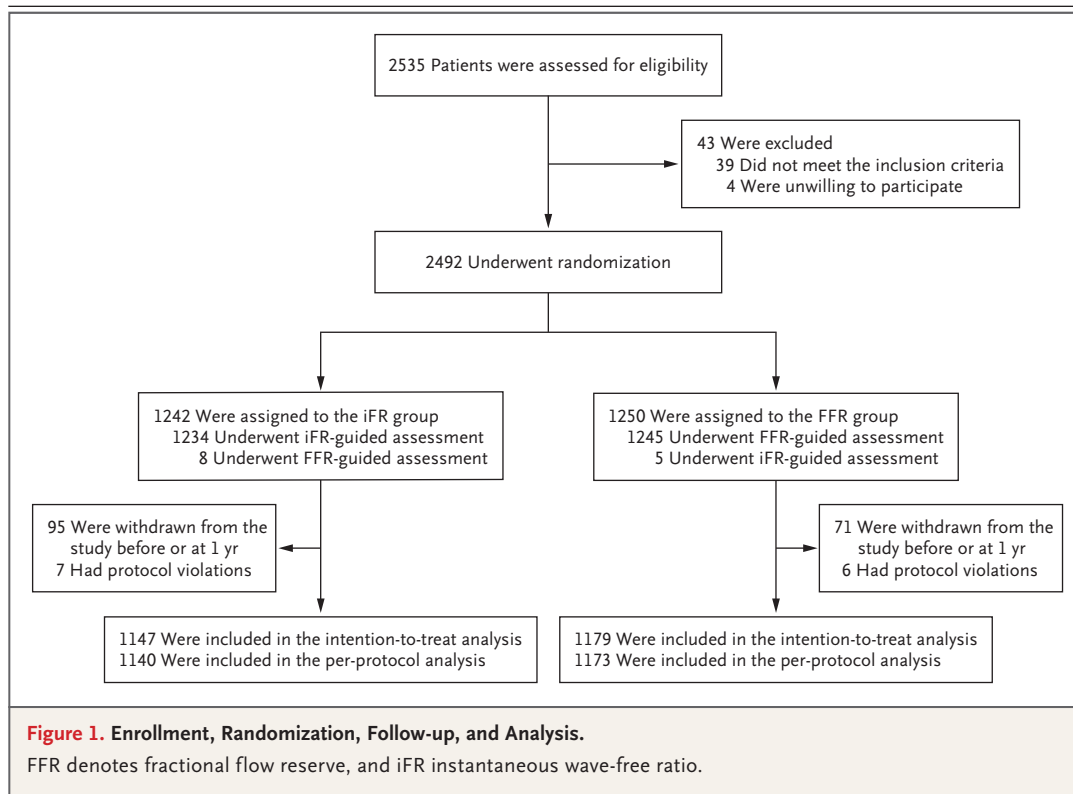 2535 Patients were assessed for eligibility
43 Were excluded
39 Did not meet the inclusion criteria
4 Were unwilling to participate
2492 Underwent randomization
1242 Were assigned to the iFR group
1234 Underwent iFR-guided assessment
8 Underwent FFR-guided assessment
1250 Were assigned to the FFR group
1245 Underwent FFR-guided assessment
5 Underwent iFR-guided assessment
95 Were withdrawn from the
study before or at 1 yr
7 Had protocol violations
71 Were withdrawn from the
study before or at 1 yr
6 Had protocol violations
1147 Were included in the intention-to-treat analysis
1140 Were included in the per-protocol analysis
1179 Were included in the intention-to-treat analysis
1173 Were included in the per-protocol analysis
Figure 1. Enrollment, Randomization, Follow-up, and Analysis.
FFR denotes fractional flow reserve, and iFR instantaneous wave-free ratio.